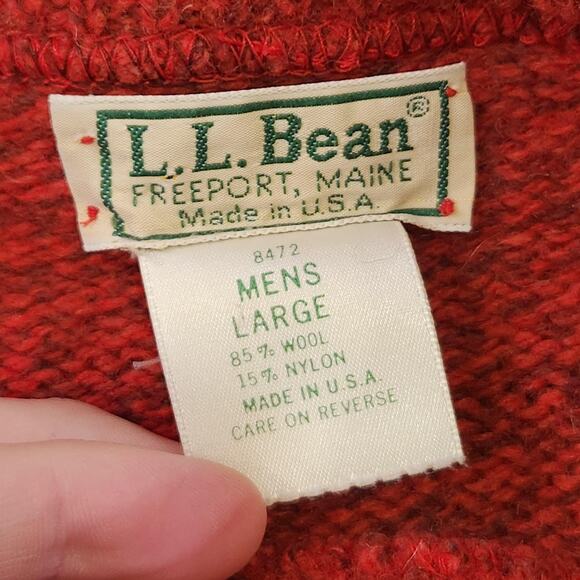 L.L. Bean®
FREEPORT, MAINE
Made in U.S.A.
8472
MENS
LARGE
85% WOOL
15% NYLON
MADE IN U.S.A.
CARE ON REVERSE